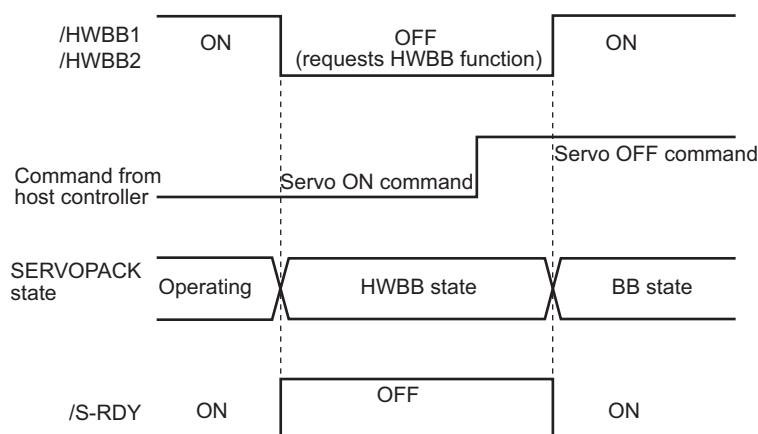 /HWBB1
/HWBB2
ON
OFF
(requests HWBB function)
ON
Command from
host controller
Servo ON command
Servo OFF command
SERVOPACK
state
Operating
HWBB state
BB state
/S-RDY
ON
OFF
ON